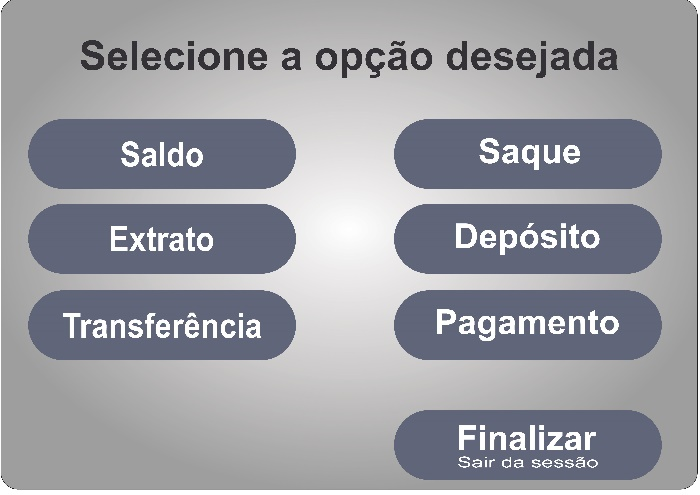 Selecione a opção desejada
Saldo
Saque
Extrato
Depósito
Transferência
Pagamento
Finalizar
Sair da sessão